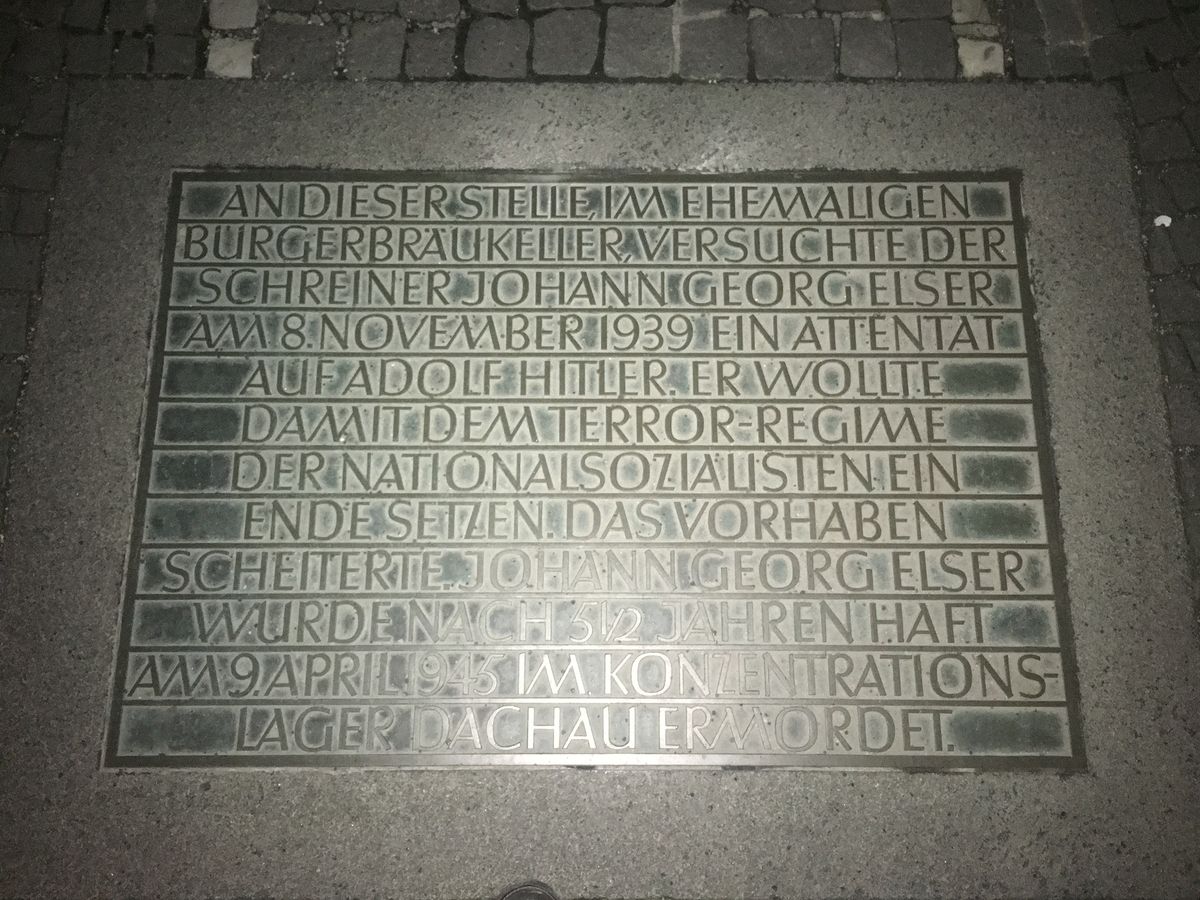 AN DIESER STELLE, IM EHEMALIGEN
BÜRGERBRÄUKELLER, VERSUCHTE DER
SCHREINER JOHANN GEORG ELSER
AM 8. NOVEMBER 1939 EIN ATTENTAT
AUF ADOLF HITLER. ER WOLLTE
DAMIT DEM TERROR-REGIME
DER NATIONALSOZIALISTEN EIN
ENDE SETZEN. DAS VORHABEN
SCHEITERTE. JOHANN GEORG ELSER
WURDE NACH 5 1/2 JAHREN HAFT
AM 9. APRIL 1945 IM KONZENTRATIONS-
LAGER DACHAU ERMORDET.